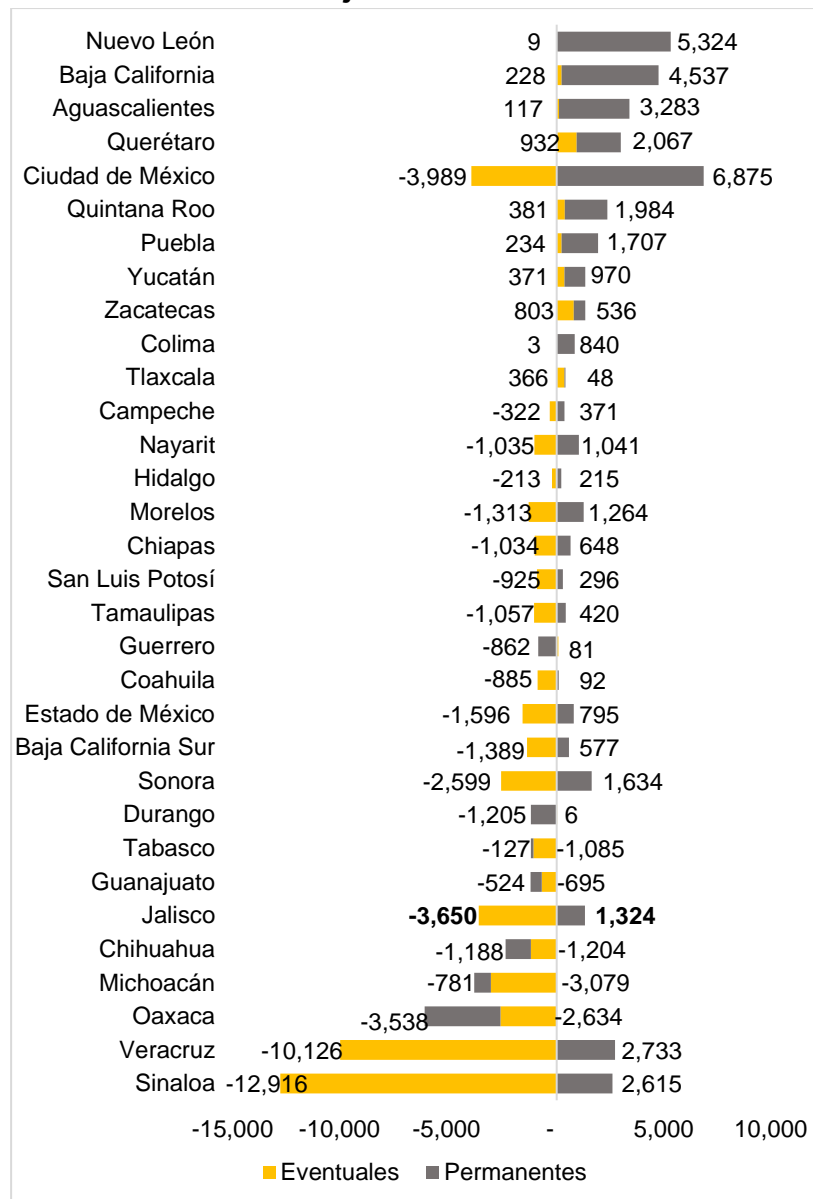 Nuevo León 9 5,324
Baja California 228 4,537
Aguascalientes 117 3,283
Querétaro 932 2,067
Ciudad de México -3,989 6,875
Quintana Roo 381 1,984
Puebla 234 1,707
Yucatán 371 970
Zacatecas 803 536
Colima 3 840
Tlaxcala 366 48
Campeche -322 371
Nayarit -1,035 1,041
Hidalgo -213 215
Morelos -1,313 1,264
Chiapas -1,034 648
San Luis Potosí -925 296
Tamaulipas -1,057 420
Guerrero -862 81
Coahuila -885 92
Estado de México -1,596 795
Baja California Sur -1,389 577
Sonora -2,599 1,634
Durango -1,205 6
Tabasco -127 -1,085
Guanajuato -524 -695
Jalisco -3,650 1,324
Chihuahua -1,188 -1,204
Michoacán -781 -3,079
Oaxaca -3,538 -2,634
Veracruz -10,126 2,733
Sinaloa -12,916 2,615
-15,000 -10,000 -5,000 - 5,000 10,000
Eventuales Permanentes